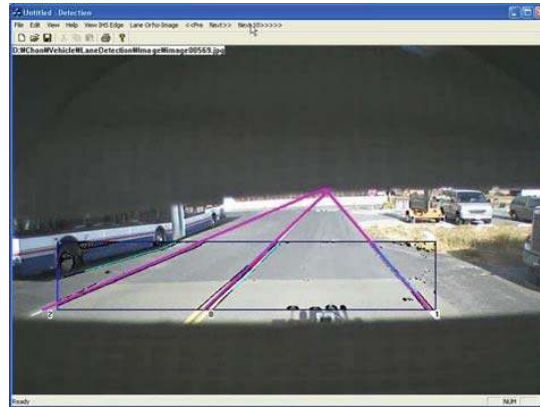 Untitled - Detection
File Edit View Help View IHS Edge Lane Ortho-Image <<Pre Next>> Next10>>>>>
D:₩Chan₩Vehicle₩LaneDetection₩Image₩image00569.jpg
2 0 1
Ready NUM